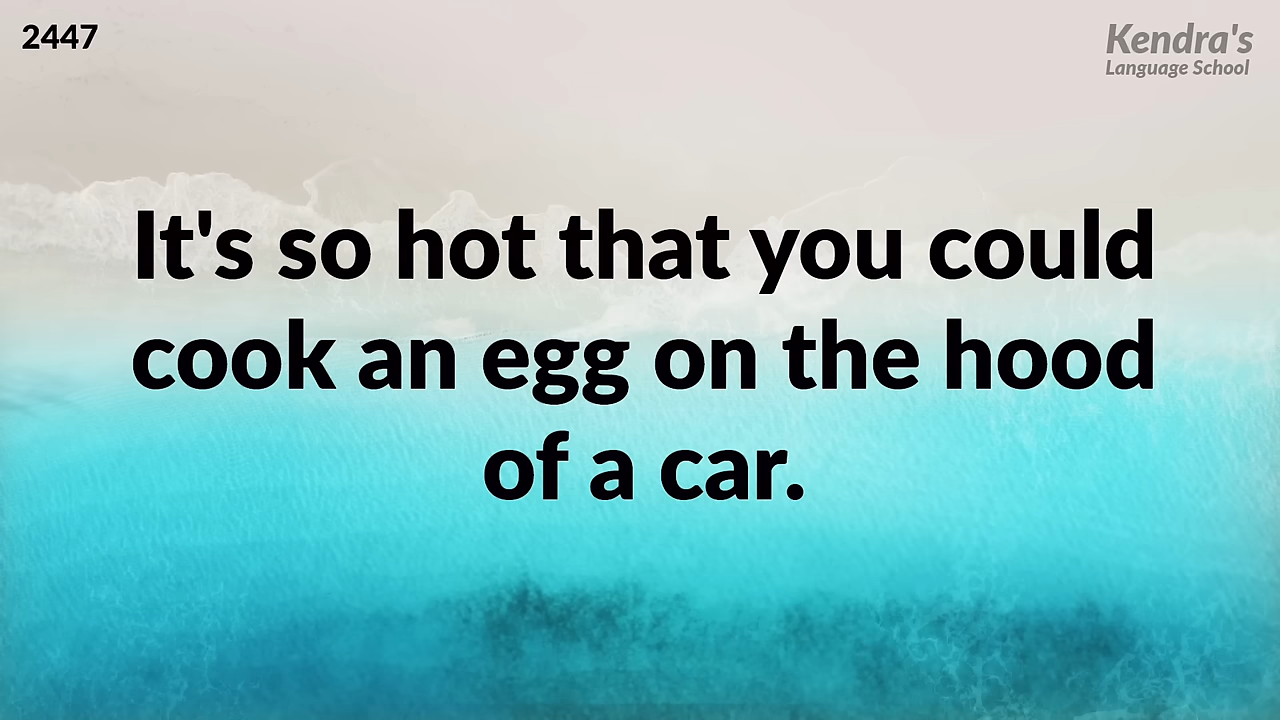 2447
Kendra's
Language School
It's so hot that you could
cook an egg on the hood
of a car.